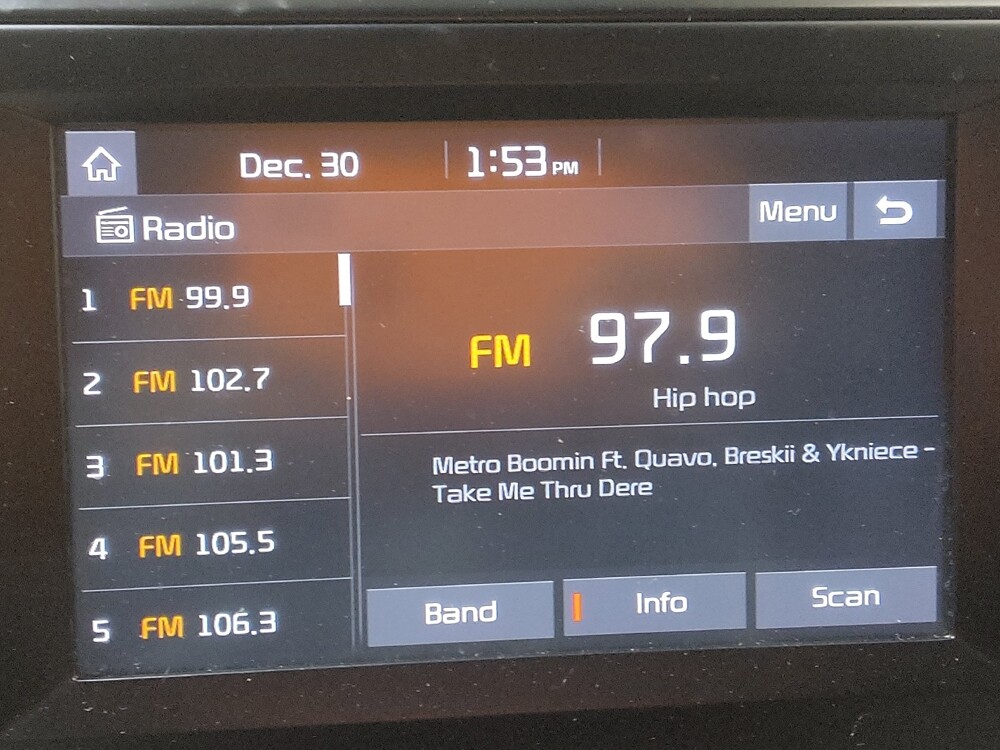 Dec. 30 1:53 PM
Radio Menu
1 FM 99.9
2 FM 102.7
3 FM 101.3
4 FM 105.5
5 FM 106.3
FM 97.9
Hip hop
Metro Boomin Ft. Quavo, Breskii & Ykniece -
Take Me Thru Dere
Band Info Scan